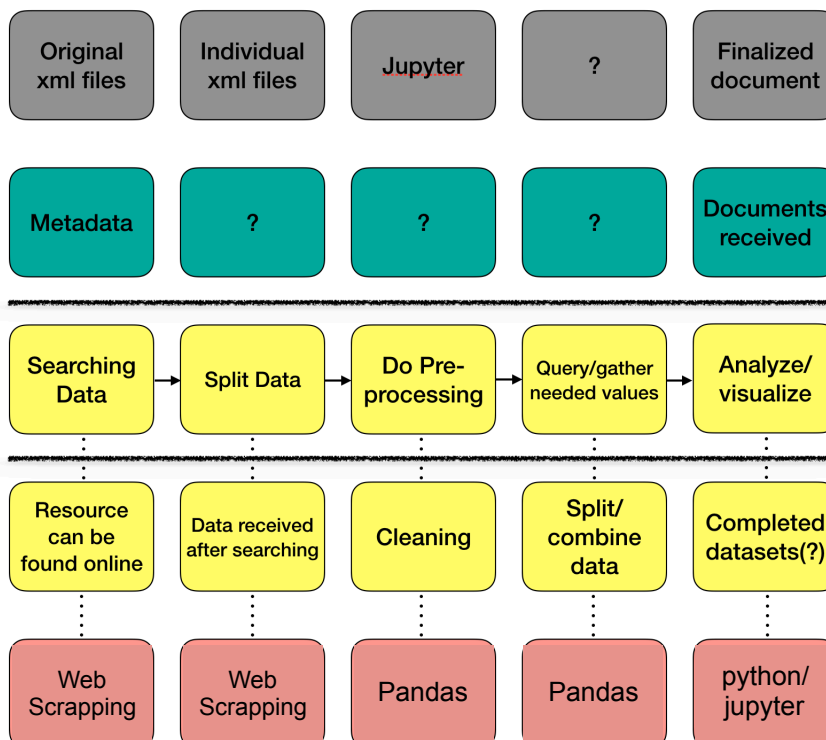 Original
xml files
Individual
xml files
Jupyter
?
Finalized
document
Metadata
?
?
?
Documents
received
Searching
Data
Split Data
Do Pre-
processing
Query/gather
needed values
Analyze/
visualize
Resource
can be
found online
Data received
after searching
Cleaning
Split/
combine
data
Completed
datasets(?)
Web
Scrapping
Web
Scrapping
Pandas
Pandas
python/
jupyter